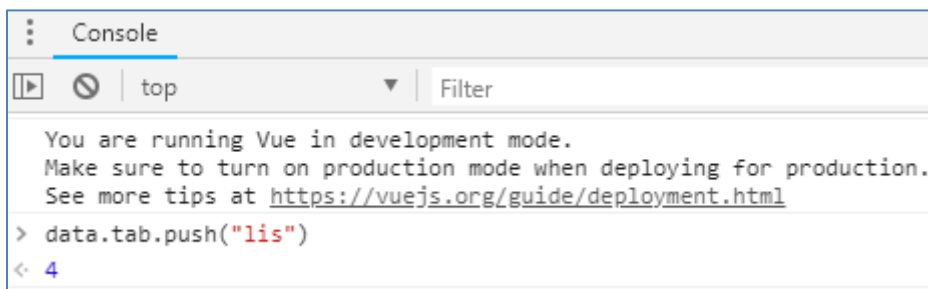 Console
top Filter
You are running Vue in development mode.
Make sure to turn on production mode when deploying for production.
See more tips at https://vuejs.org/guide/deployment.html
> data.tab.push("lis")
4